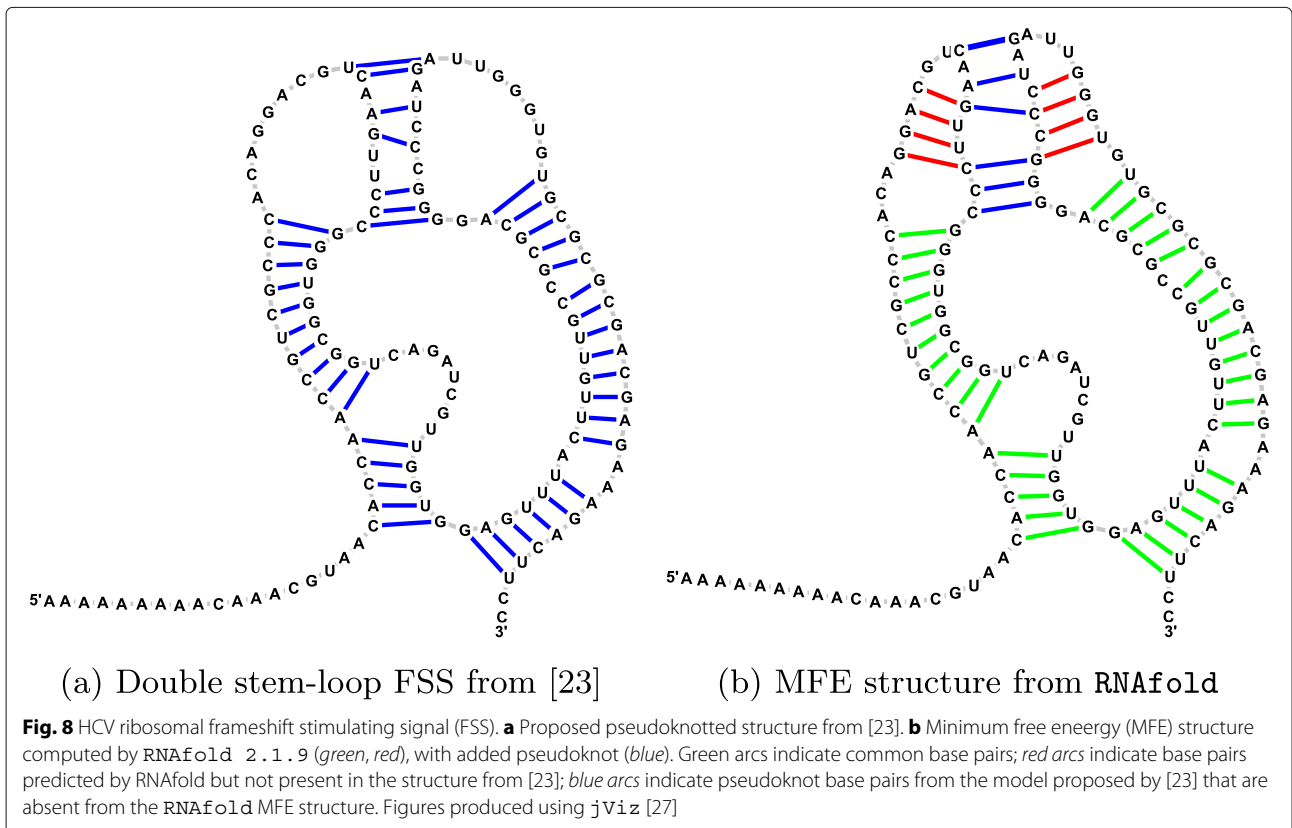 5'AAAAAAAAACAAACGUAACACCAACCGUCGCCCACAGGACGUCAAGUUCCCGGGUGGCGGUCAGAUCGUUGGUGGAGUUUACUUGUUGCCGCGCAGGGGCCCUAGAUUGGGUGUGCGCGCGACGAGAAAGACUUCC3'
(a) Double stem-loop FSS from [23]
5'AAAAAAAAACAAACGUAACACCAACCGUCGCCCACAGGACGUCAAGUUCCCGGGUGGCGGUCAGAUCGUUGGUGGAGUUUACUUGUUGCCGCGCAGGGGCCCUAGAUUGGGUGUGCGCGCGACGAGAAAGACUUCC3'
(b) MFE structure from RNAfold
Fig. 8 HCV ribosomal frameshift stimulating signal (FSS). a Proposed pseudoknotted structure from [23]. b Minimum free eneergy (MFE) structure
computed by RNAfold 2.1.9 (green, red), with added pseudoknot (blue). Green arcs indicate common base pairs; red arcs indicate base pairs
predicted by RNAfold but not present in the structure from [23]; blue arcs indicate pseudoknot base pairs from the model proposed by [23] that are
absent from the RNAfold MFE structure. Figures produced using jViz [27]